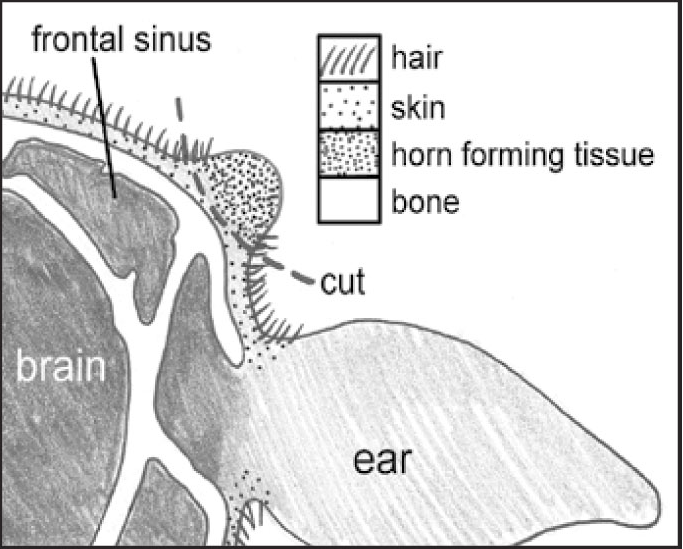 frontal sinus
hair
skin
horn forming tissue
bone
cut
brain
ear